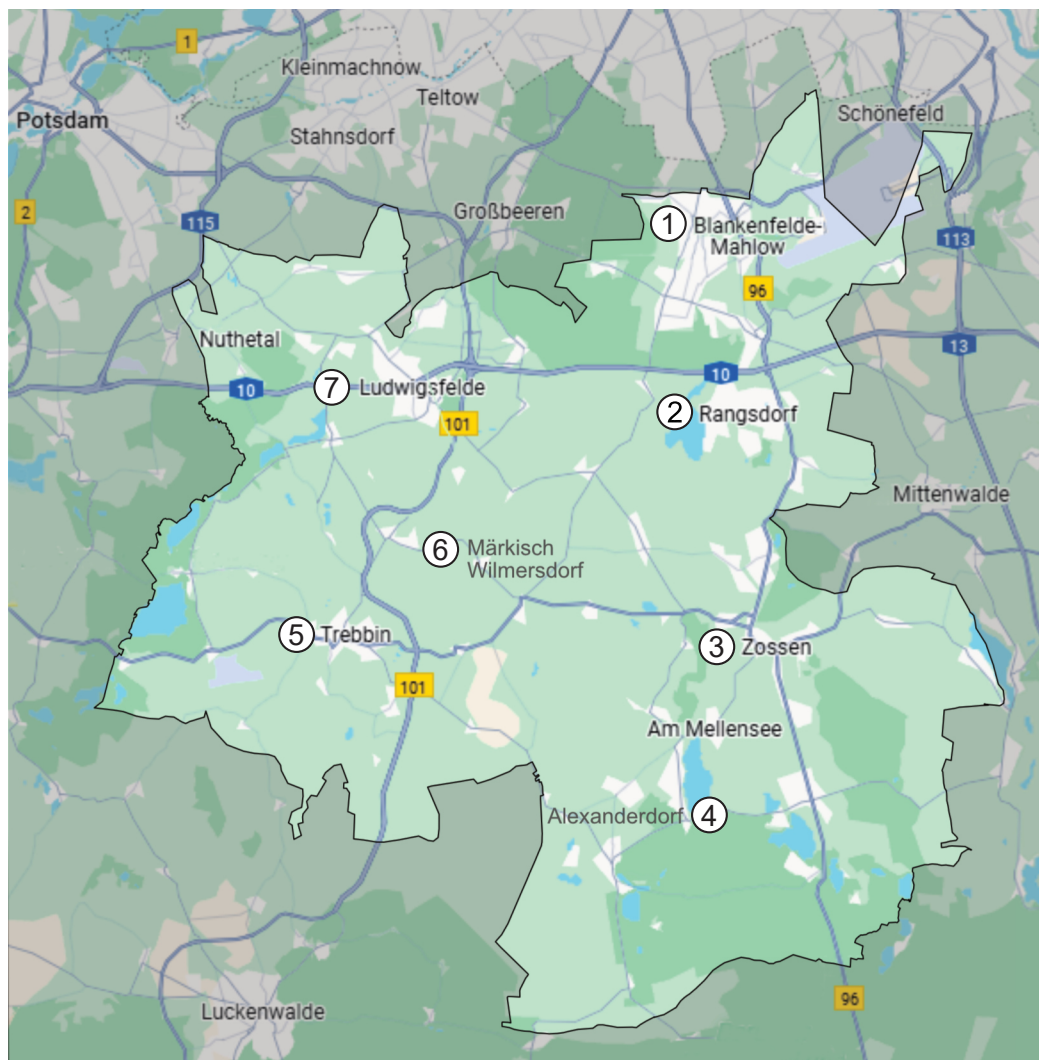 1
Kleinmachnow
Teltow
Potsdam
Schönefeld
Stahnsdorf
2
115
Großbeeren
1
Blankenfelde-
Mahlow
113
96
Nuthetal
13
10
7
Ludwigsfelde
10
2
Rangsdorf
101
Mittenwalde
6
Märkisch
Wilmersdorf
5
Trebbin
3
Zossen
101
Am Mellensee
Alexanderdorf
4
96
Luckenwalde